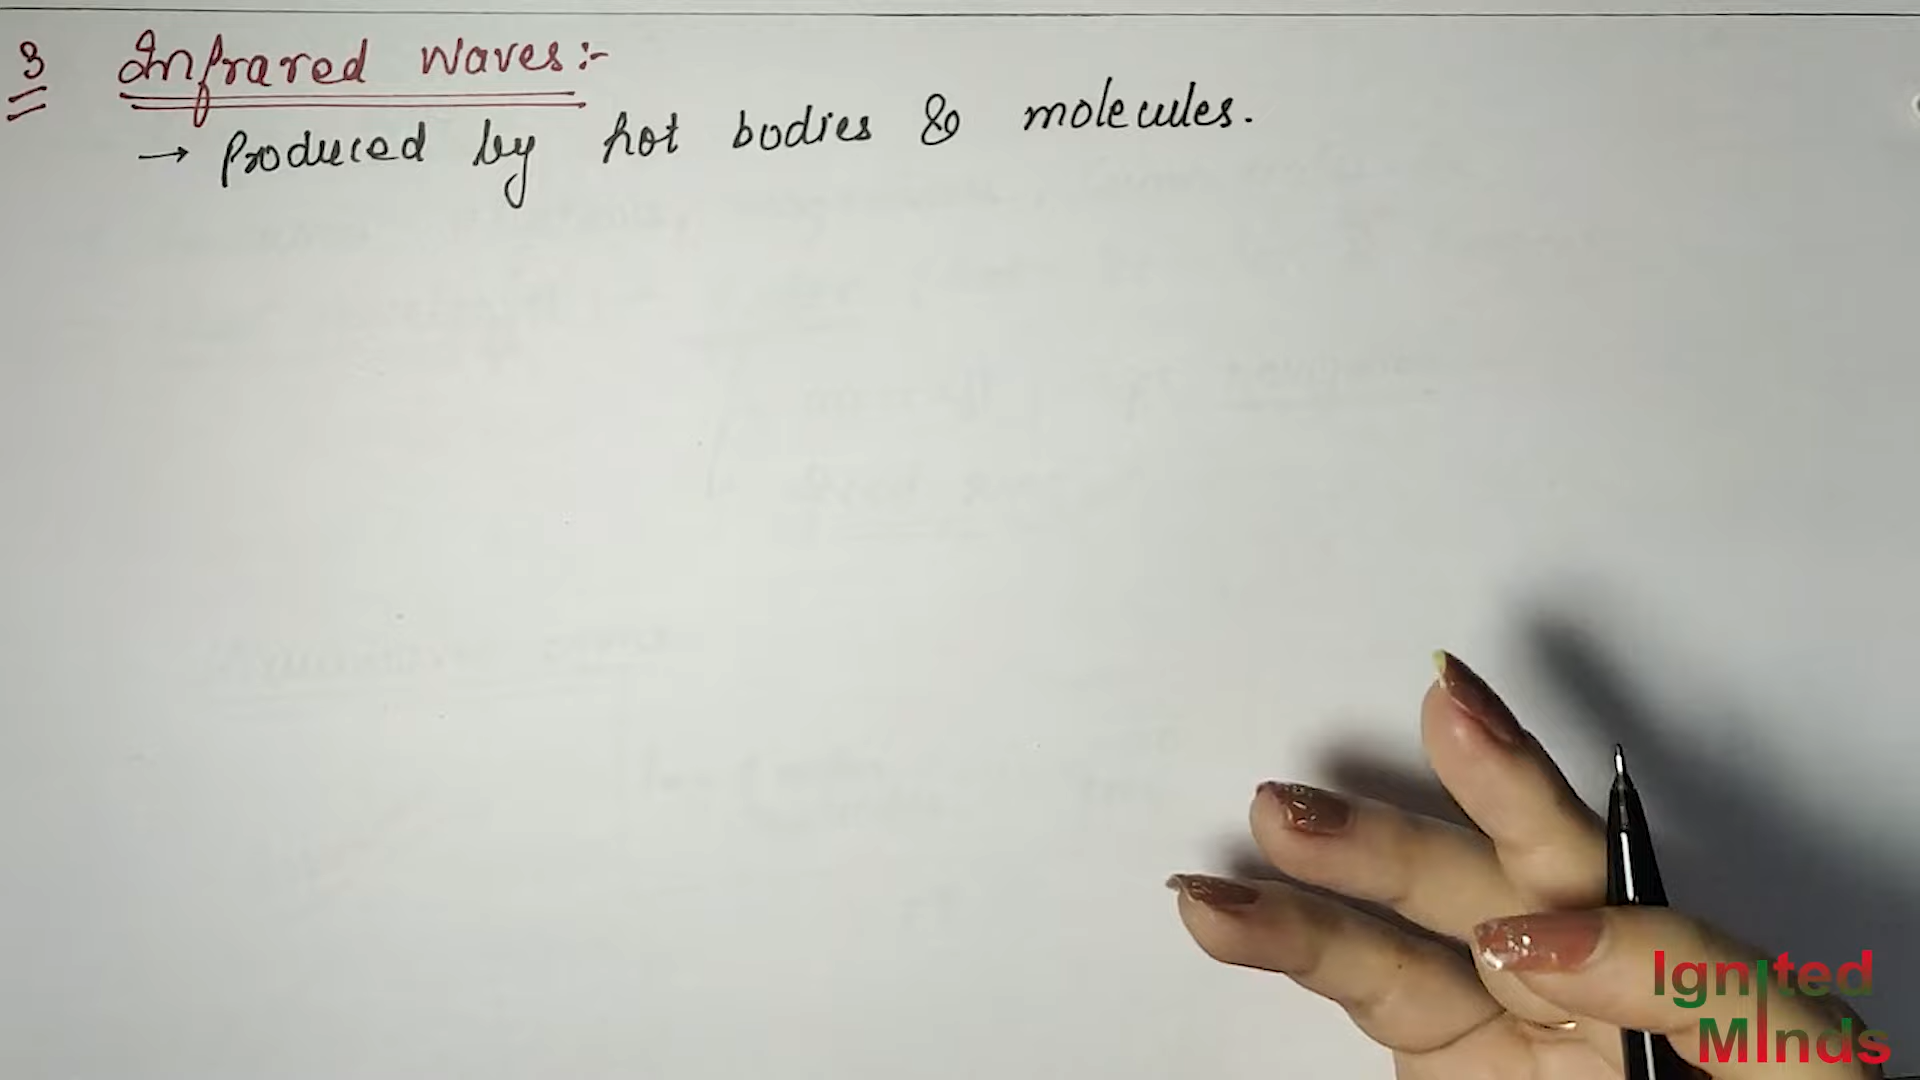 3 Infrared waves:-
→ Produced by hot bodies & molecules.
Ignited
Minds